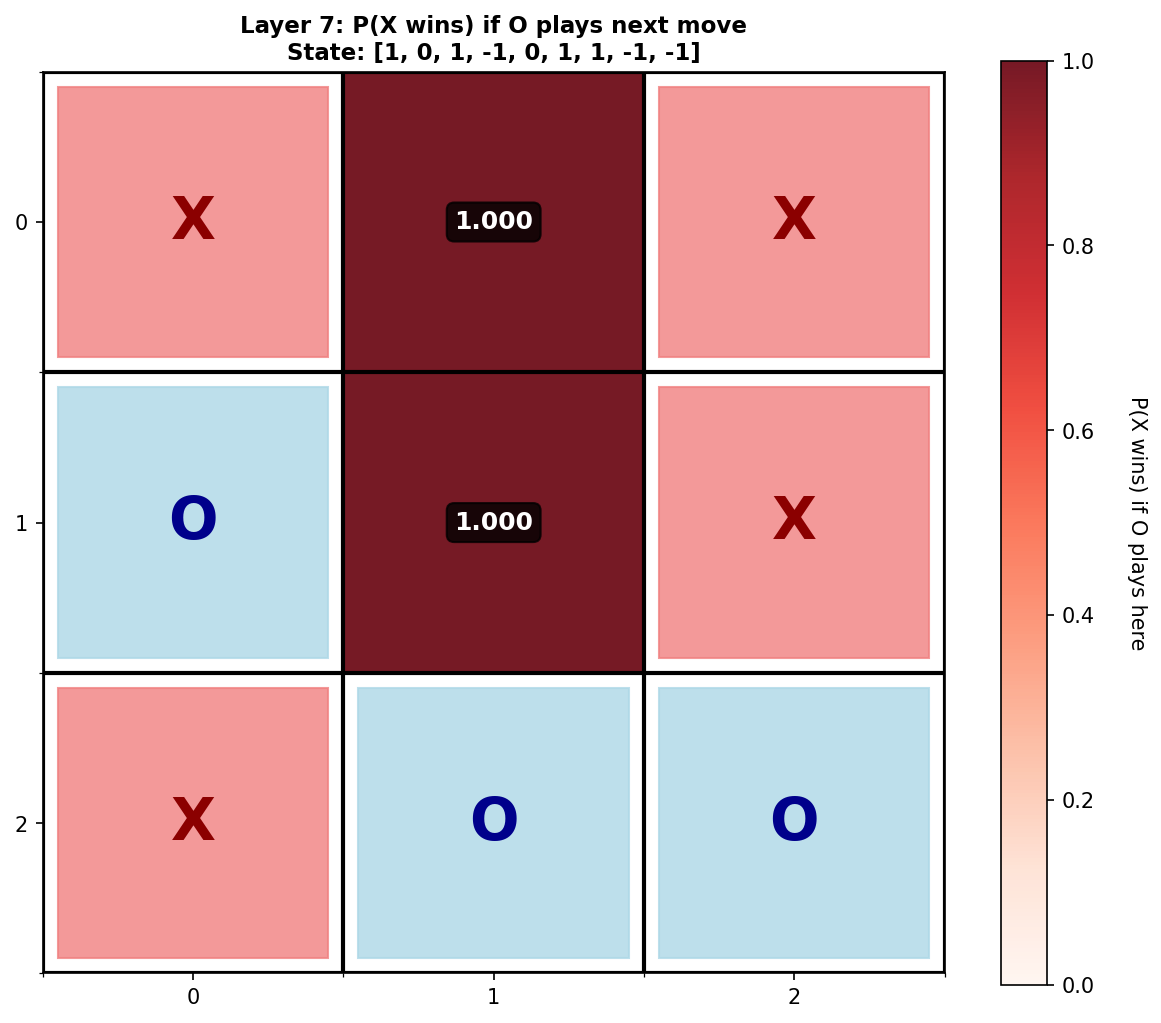 Layer 7: P(X wins) if O plays next move
State: [1, 0, 1, -1, 0, 1, 1, -1, -1]
X
1.000
X
0
O
1.000
X
1
X
O
O
2
0
1
2
1.0
0.8
0.6
0.4
0.2
0.0
P(X wins) if O plays here